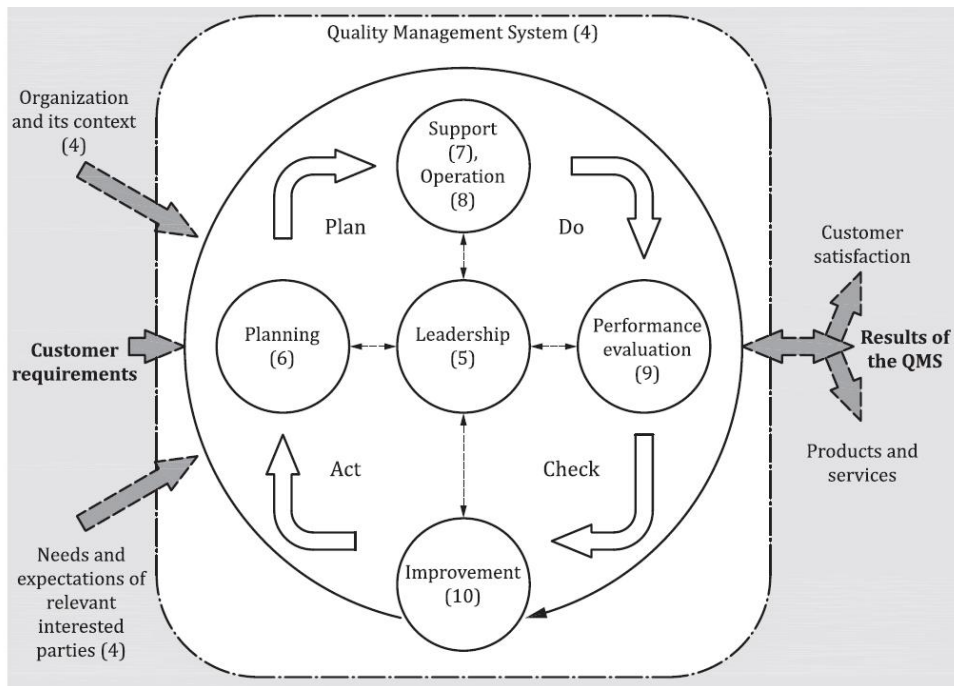 Quality Management System (4)
Organization
and its context
(4)
Support
(7),
Operation
(8)
Plan
Do
Customer
satisfaction
Customer
requirements
Planning
(6)
Leadership
(5)
Performance
evaluation
(9)
Results of
the QMS
Act
Check
Products and
services
Needs and
expectations of
relevant
interested
parties (4)
Improvement
(10)